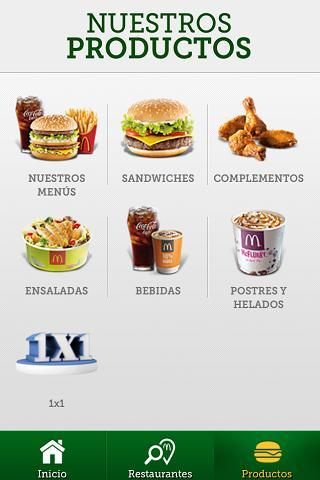 NUESTROS
PRODUCTOS
NUESTROS
MENÚS
SANDWICHES
COMPLEMENTOS
ENSALADAS
BEBIDAS
POSTRES Y
HELADOS
1X1
1x1
Inicio
Restaurantes
Productos